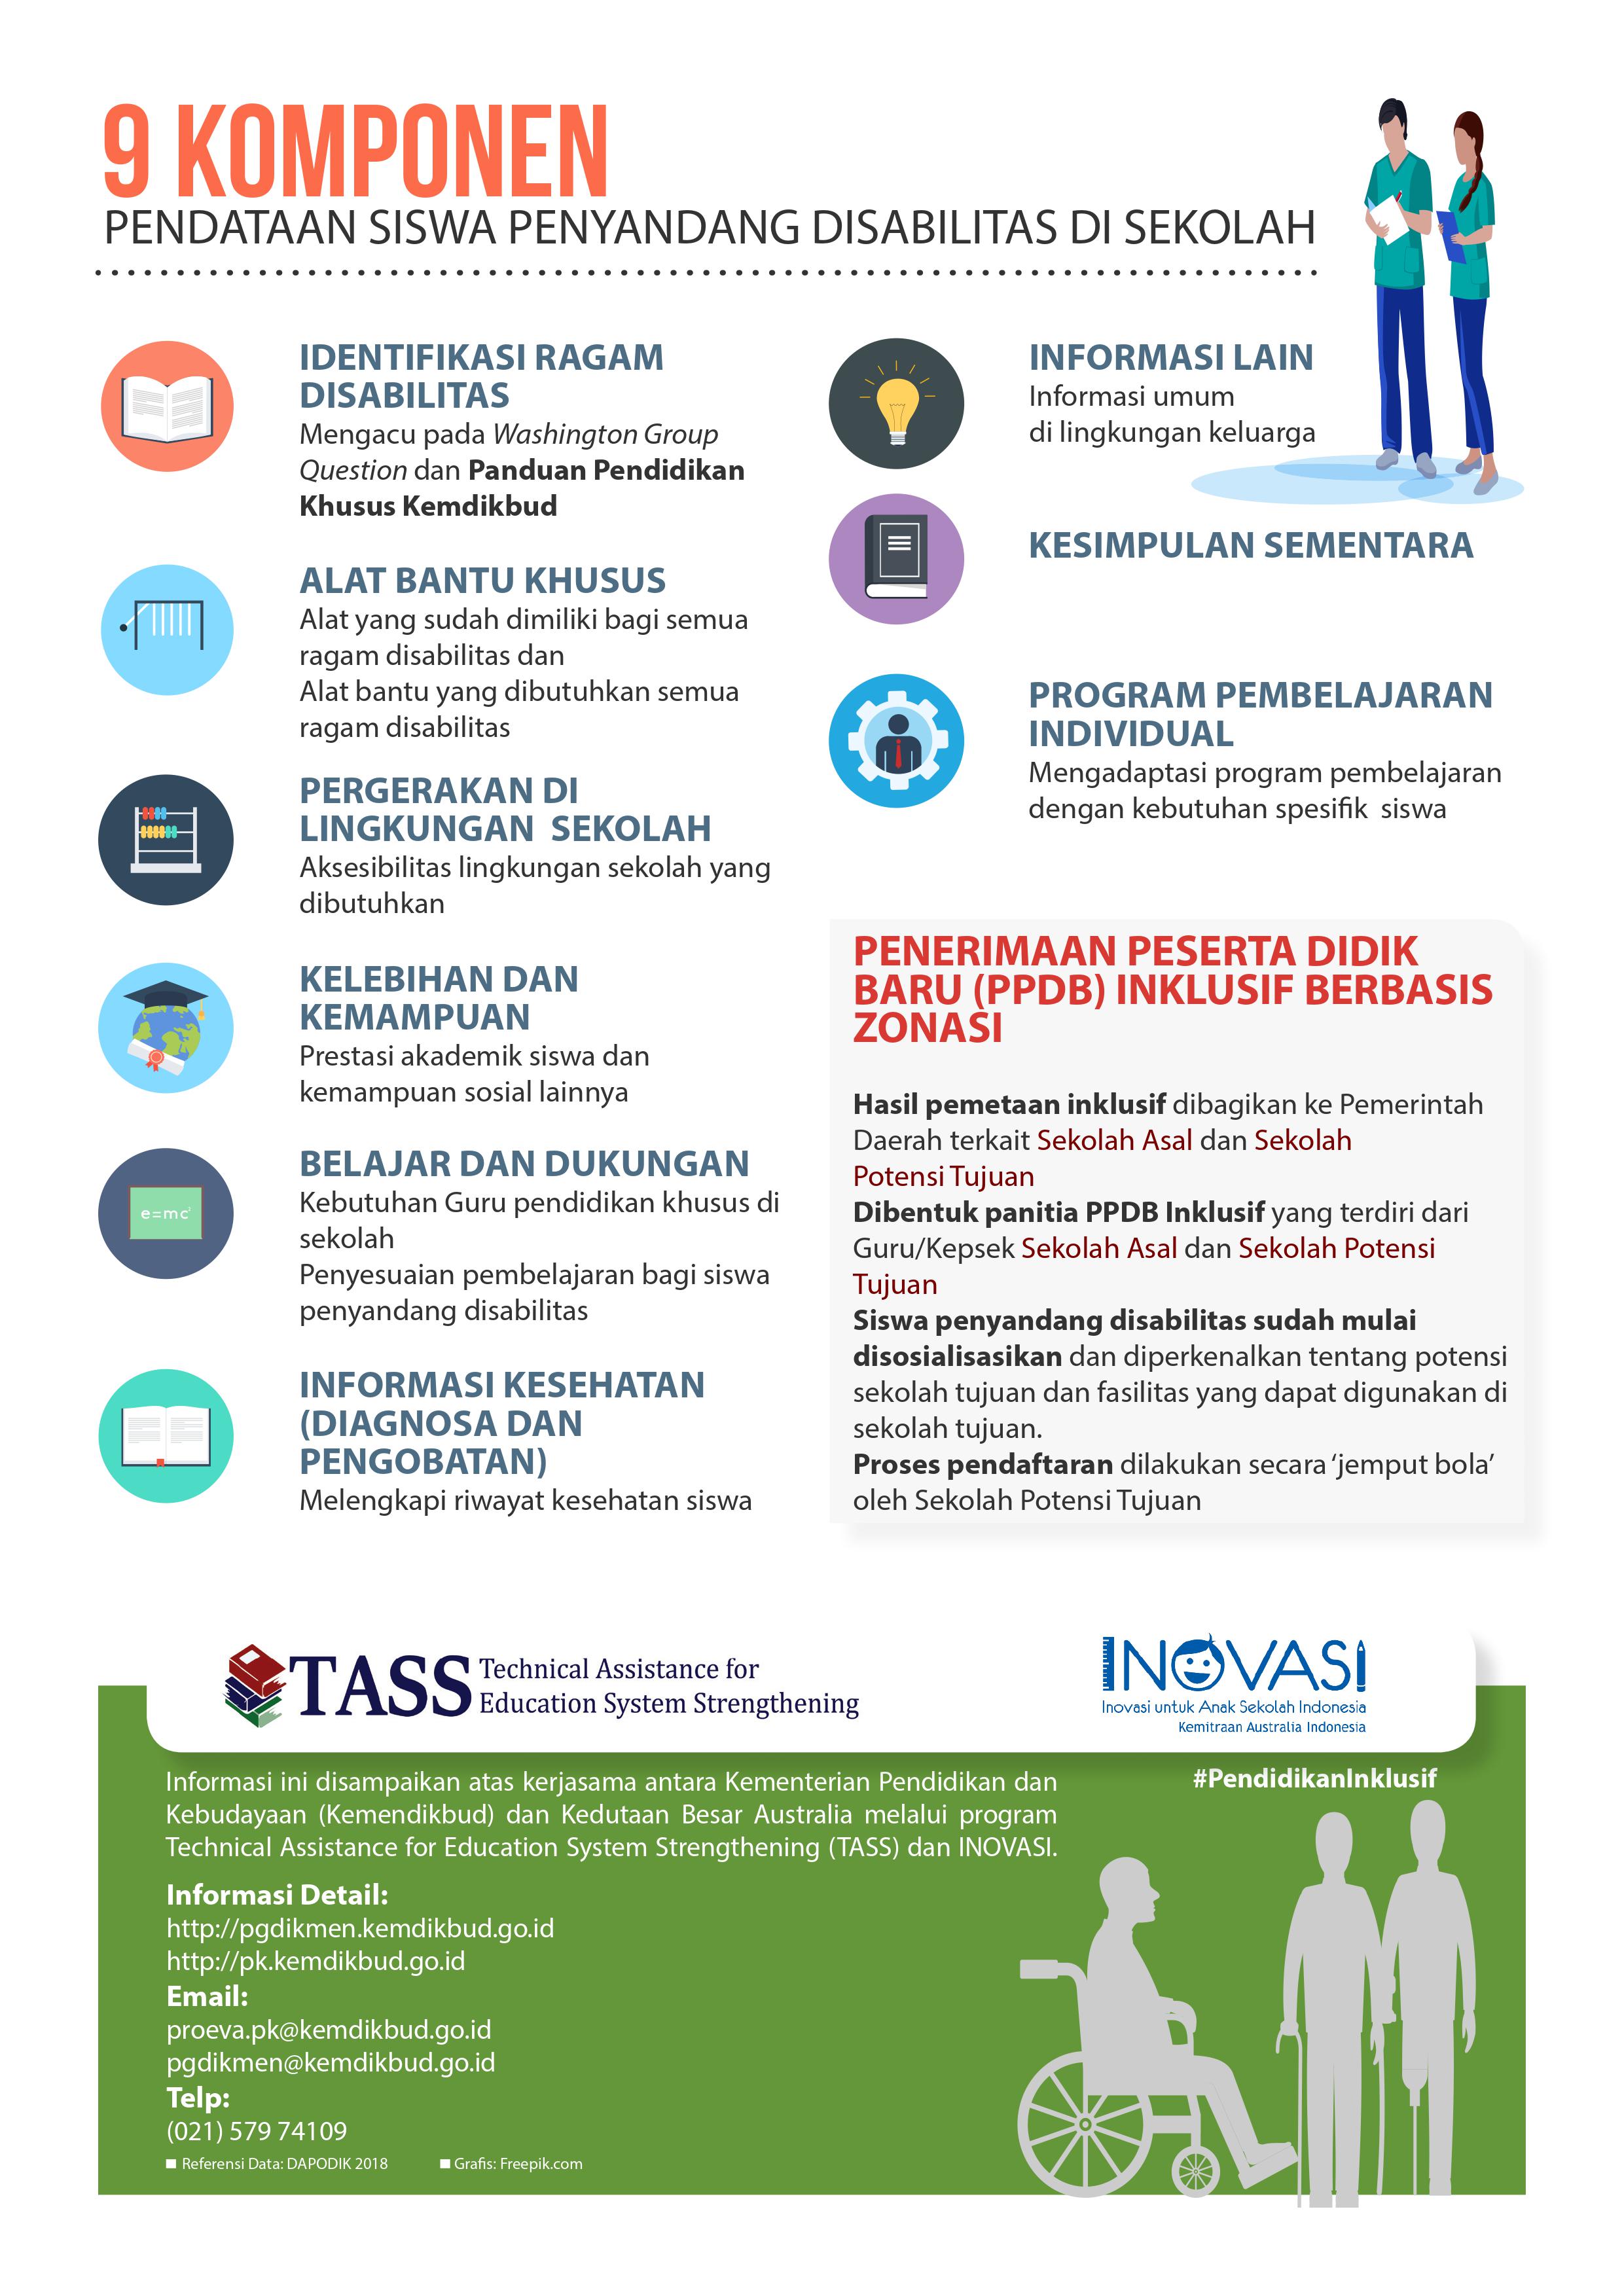 9 KOMPONEN
PENDATAAN SISWA PENYANDANG DISABILITAS DI SEKOLAH
IDENTIFIKASI RAGAM
DISABILITAS
Mengacu pada Washington Group
Question dan Panduan Pendidikan
Khusus Kemdikbud
ALAT BANTU KHUSUS
Alat yang sudah dimiliki bagi semua
ragam disabilitas dan
Alat bantu yang dibutuhkan semua
ragam disabilitas
PERGERAKAN DI
LINGKUNGAN SEKOLAH
Aksesibilitas lingkungan sekolah yang
dibutuhkan
KELEBIHAN DAN
KEMAMPUAN
Prestasi akademik siswa dan
kemampuan sosial lainnya
e=mc²
BELAJAR DAN DUKUNGAN
Kebutuhan Guru pendidikan khusus di
sekolah
Penyesuaian pembelajaran bagi siswa
penyandang disabilitas
INFORMASI KESEHATAN
(DIAGNOSA DAN
PENGOBATAN)
Melengkapi riwayat kesehatan siswa
INFORMASI LAIN
Informasi umum
di lingkungan keluarga
KESIMPULAN SEMENTARA
PROGRAM PEMBELAJARAN
INDIVIDUAL
Mengadaptasi program pembelajaran
dengan kebutuhan spesifik siswa
PENERIMAAN PESERTA DIDIK
BARU (PPDB) INKLUSIF BERBASIS
ZONASI
Hasil pemetaan inklusif dibagikan ke Pemerintah
Daerah terkait Sekolah Asal dan Sekolah
Potensi Tujuan
Dibentuk panitia PPDB Inklusif yang terdiri dari
Guru/Kepsek Sekolah Asal dan Sekolah Potensi
Tujuan
Siswa penyandang disabilitas sudah mulai
disosialisasikan dan diperkenalkan tentang potensi
sekolah tujuan dan fasilitas yang dapat digunakan di
sekolah tujuan.
Proses pendaftaran dilakukan secara ‘jemput bola’
oleh Sekolah Potensi Tujuan
TASS Technical Assistance for
Education System Strengthening
INOVASI
Inovasi untuk Anak Sekolah Indonesia
Kemitraan Australia Indonesia
Informasi ini disampaikan atas kerjasama antara Kementerian Pendidikan dan
Kebudayaan (Kemendikbud) dan Kedutaan Besar Australia melalui program
Technical Assistance for Education System Strengthening (TASS) dan INOVASI.
#PendidikanInklusif
Informasi Detail:
http://pgdikmen.kemdikbud.go.id
http://pk.kemdikbud.go.id
Email:
proeva.pk@kemdikbud.go.id
pgdikmen@kemdikbud.go.id
Telp:
(021) 579 74109
Referensi Data: DAPODIK 2018
Grafis: Freepik.com